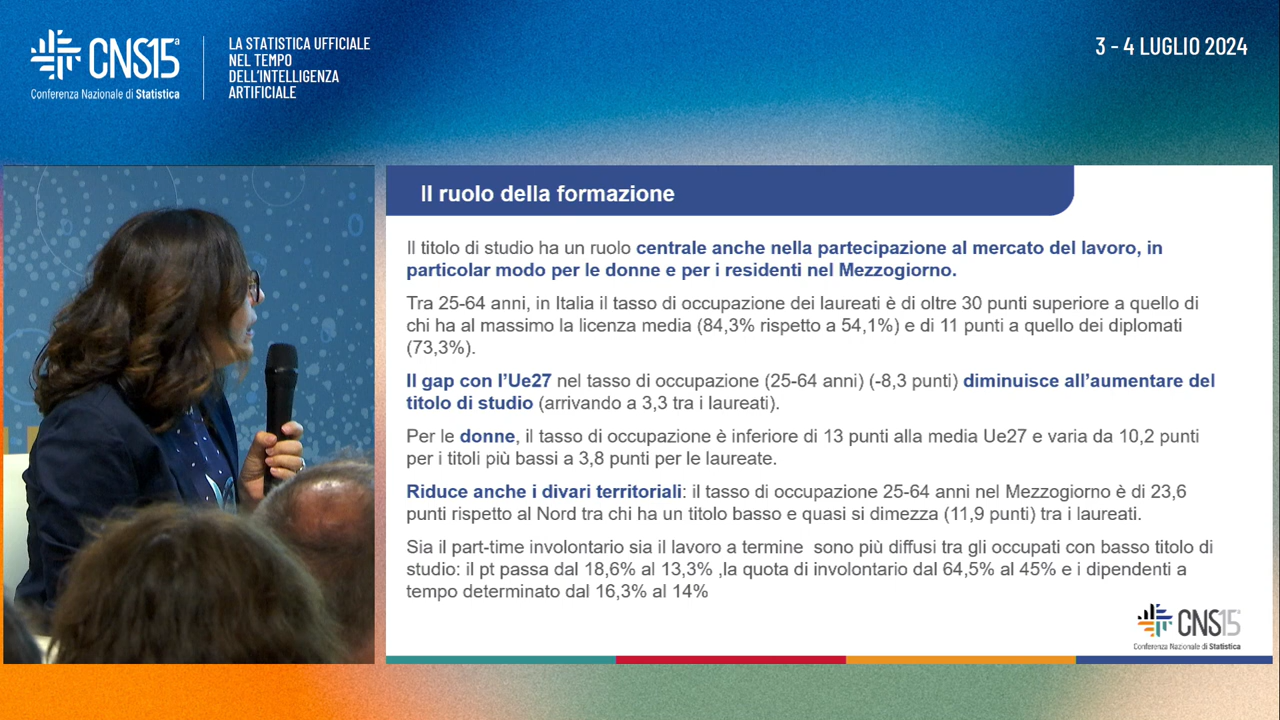 CNS15ª
Conferenza Nazionale di Statistica
LA STATISTICA UFFICIALE
NEL TEMPO
DELL'INTELLIGENZA
ARTIFICIALE
3 - 4 LUGLIO 2024
Il ruolo della formazione
Il titolo di studio ha un ruolo centrale anche nella partecipazione al mercato del lavoro, in
particolar modo per le donne e per i residenti nel Mezzogiorno.
Tra 25-64 anni, in Italia il tasso di occupazione dei laureati è di oltre 30 punti superiore a quello di
chi ha al massimo la licenza media (84,3% rispetto a 54,1%) e di 11 punti a quello dei diplomati
(73,3%).
Il gap con l'Ue27 nel tasso di occupazione (25-64 anni) (-8,3 punti) diminuisce all'aumentare del
titolo di studio (arrivando a 3,3 tra i laureati).
Per le donne, il tasso di occupazione è inferiore di 13 punti alla media Ue27 e varia da 10,2 punti
per i titoli più bassi a 3,8 punti per le laureate.
Riduce anche i divari territoriali: il tasso di occupazione 25-64 anni nel Mezzogiorno è di 23,6
punti rispetto al Nord tra chi ha un titolo basso e quasi si dimezza (11,9 punti) tra i laureati.
Sia il part-time involontario sia il lavoro a termine  sono più diffusi tra gli occupati con basso titolo di
studio: il pt passa dal 18,6% al 13,3% ,la quota di involontario dal 64,5% al 45% e i dipendenti a
tempo determinato dal 16,3% al 14%
CNS15ª
Conferenza Nazionale di Statistica